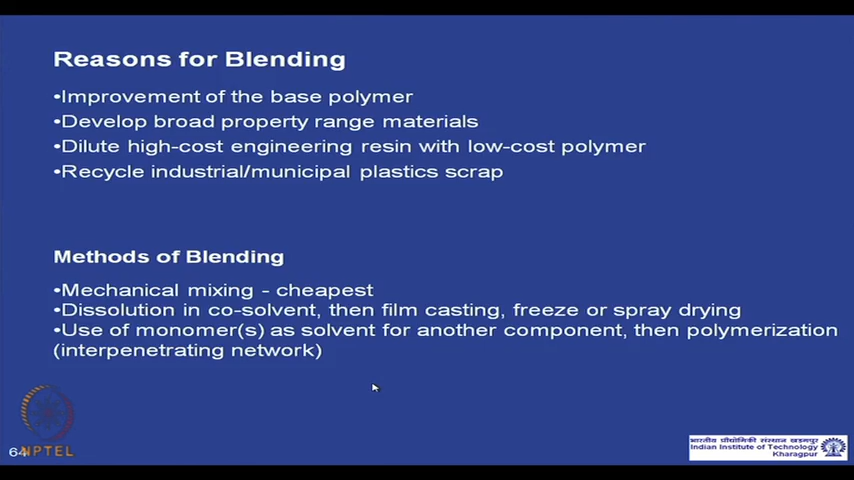 Reasons for Blending
•Improvement of the base polymer
•Develop broad property range materials
•Dilute high-cost engineering resin with low-cost polymer
•Recycle industrial/municipal plastics scrap
Methods of Blending
•Mechanical mixing - cheapest
•Dissolution in co-solvent, then film casting, freeze or spray drying
•Use of monomer(s) as solvent for another component, then polymerization
(interpenetrating network)
64
NPTEL
भारतीय प्रौद्योगिकी संस्थान खड़गपुर
Indian Institute of Technology
Kharagpur